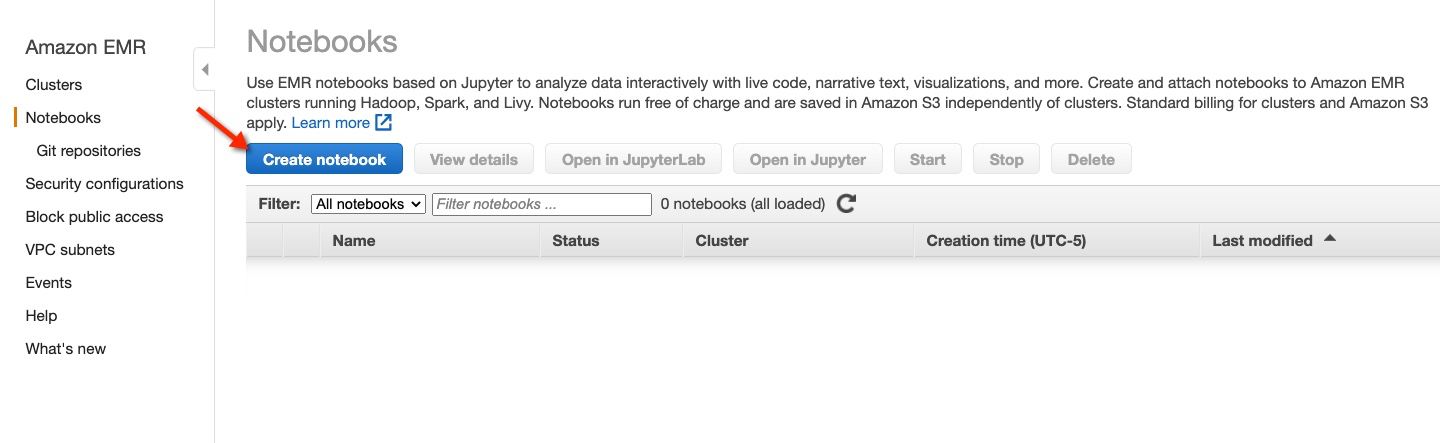 Amazon EMR
Clusters
Notebooks
Git repositories
Security configurations
Block public access
VPC subnets
Events
Help
What's new
Notebooks
Use EMR notebooks based on Jupyter to analyze data interactively with live code, narrative text, visualizations, and more. Create and attach notebooks to Amazon EMR
clusters running Hadoop, Spark, and Livy. Notebooks run free of charge and are saved in Amazon S3 independently of clusters. Standard billing for clusters and Amazon S3
apply. Learn more
Create notebook View details Open in JupyterLab Open in Jupyter Start Stop Delete
Filter: All notebooks Filter notebooks ... 0 notebooks (all loaded)
Name Status Cluster Creation time (UTC-5) Last modified